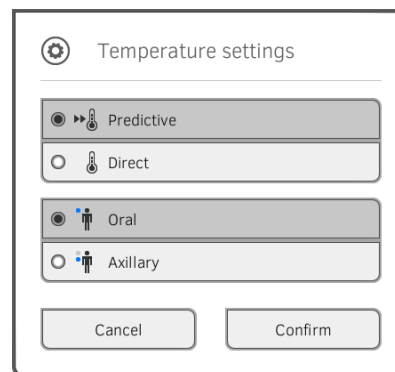 Temperature settings
Predictive
Direct
Oral
Axillary
Cancel
Confirm